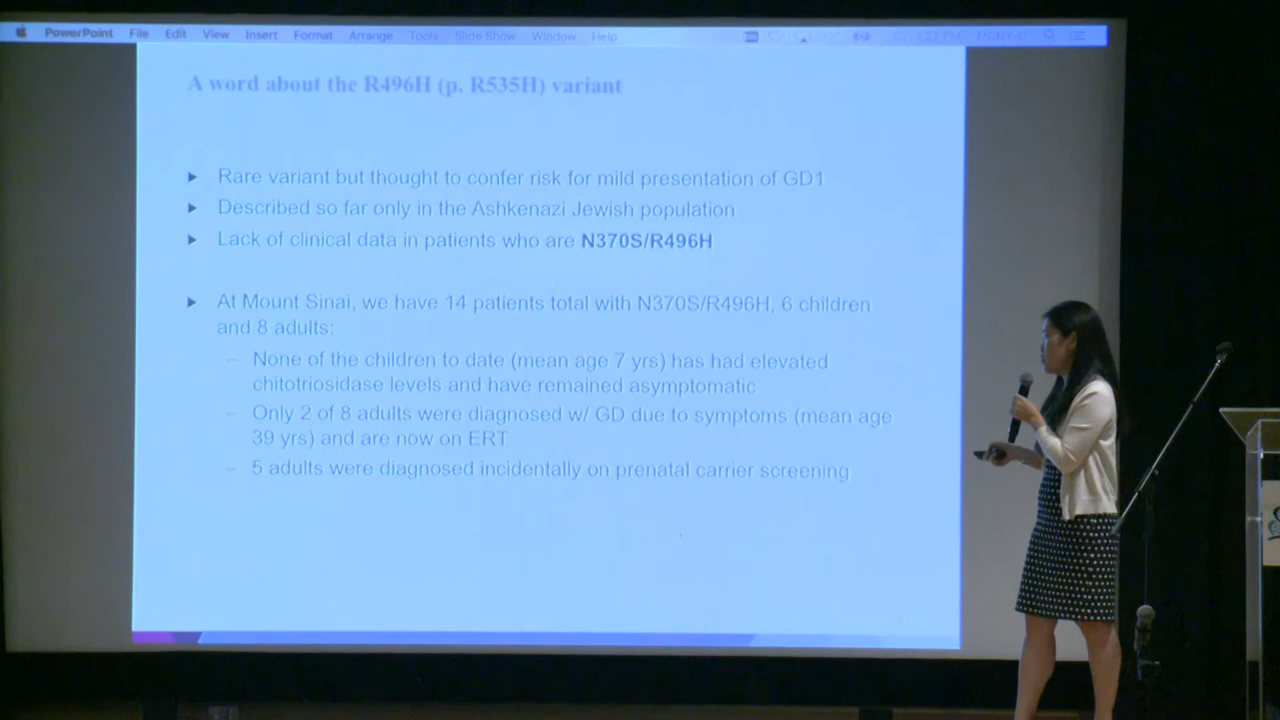 PowerPoint File Edit View Insert Format Arrange Tools Slide Show Window Help
A word about the R496H (p. R535H) variant
Rare variant but thought to confer risk for mild presentation of GD1
Described so far only in the Ashkenazi Jewish population
Lack of clinical data in patients who are N370S/R496H
At Mount Sinai, we have 14 patients total with N370S/R496H, 6 children
and 8 adults:
– None of the children to date (mean age 7 yrs) has had elevated
chitotriosidase levels and have remained asymptomatic
– Only 2 of 8 adults were diagnosed w/ GD due to symptoms (mean age
39 yrs) and are now on ERT
– 5 adults were diagnosed incidentally on prenatal carrier screening